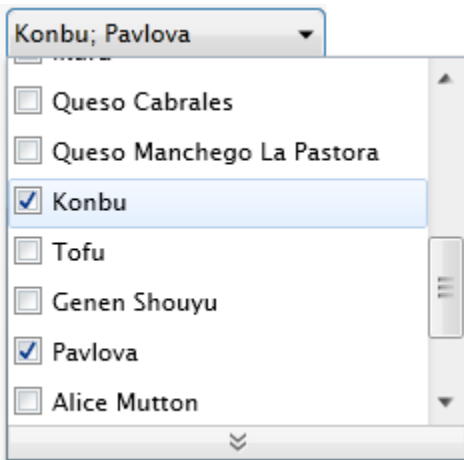 Konbu; Pavlova
Queso Cabrales
Queso Manchego La Pastora
Konbu
Tofu
Genen Shouyu
Pavlova
Alice Mutton